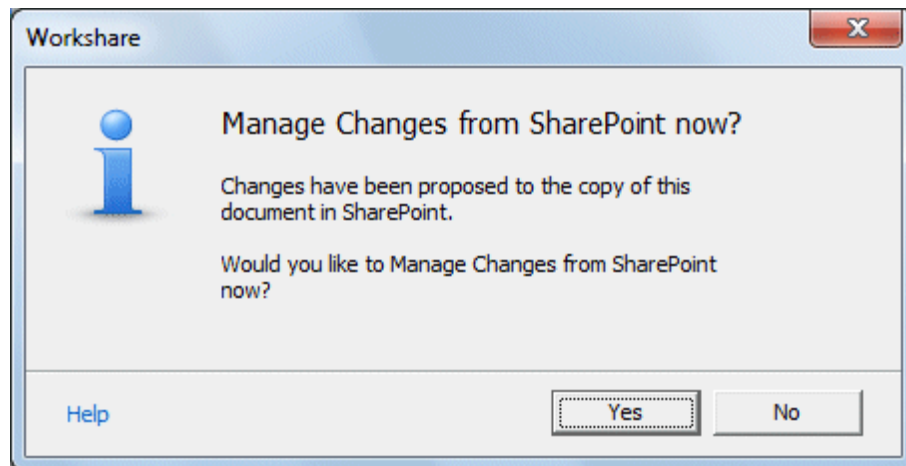 Workshare
Manage Changes from SharePoint now?
Changes have been proposed to the copy of this
document in SharePoint.
Would you like to Manage Changes from SharePoint
now?
Help
Yes
No